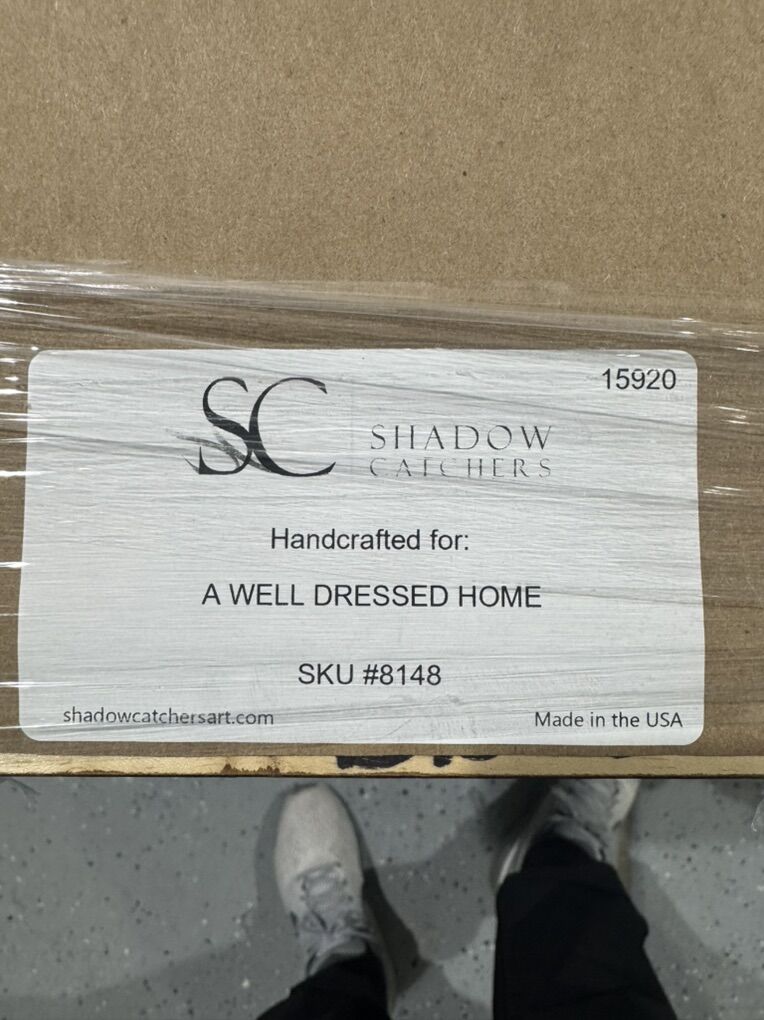 15920
SC
SHADOW
CATCHERS
Handcrafted for:
A WELL DRESSED HOME
SKU #8148
shadowcatchersart.com
Made in the USA